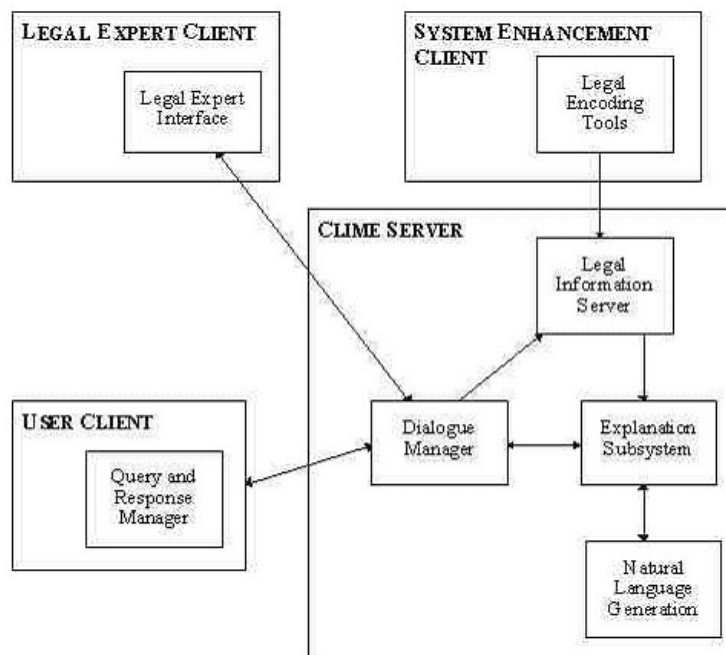 LEGAL EXPERT CLIENT
Legal Expert
Interface
SYSTEM ENHANCEMENT
CLIENT
Legal
Encoding
Tools
CLIME SERVER
Legal
Information
Server
USER CLIENT
Query and
Response
Manager
Dialogue
Manager
Explanation
Subsystem
Natural
Language
Generation